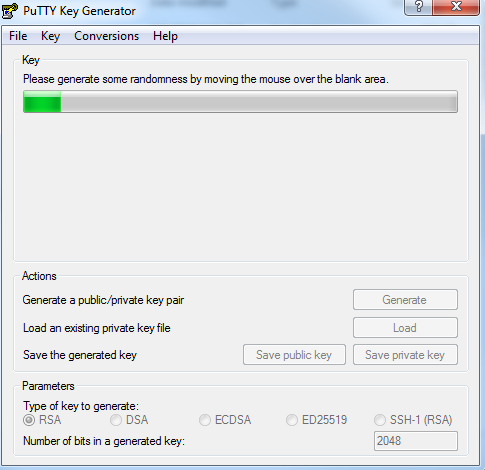 PuTTY Key Generator
?
File Key Conversions Help
Key
Please generate some randomness by moving the mouse over the blank area.
Actions
Generate a public/private key pair Generate
Load an existing private key file Load
Save the generated key Save public key Save private key
Parameters
Type of key to generate:
RSA DSA ECDSA ED25519 SSH-1 (RSA)
Number of bits in a generated key: 2048